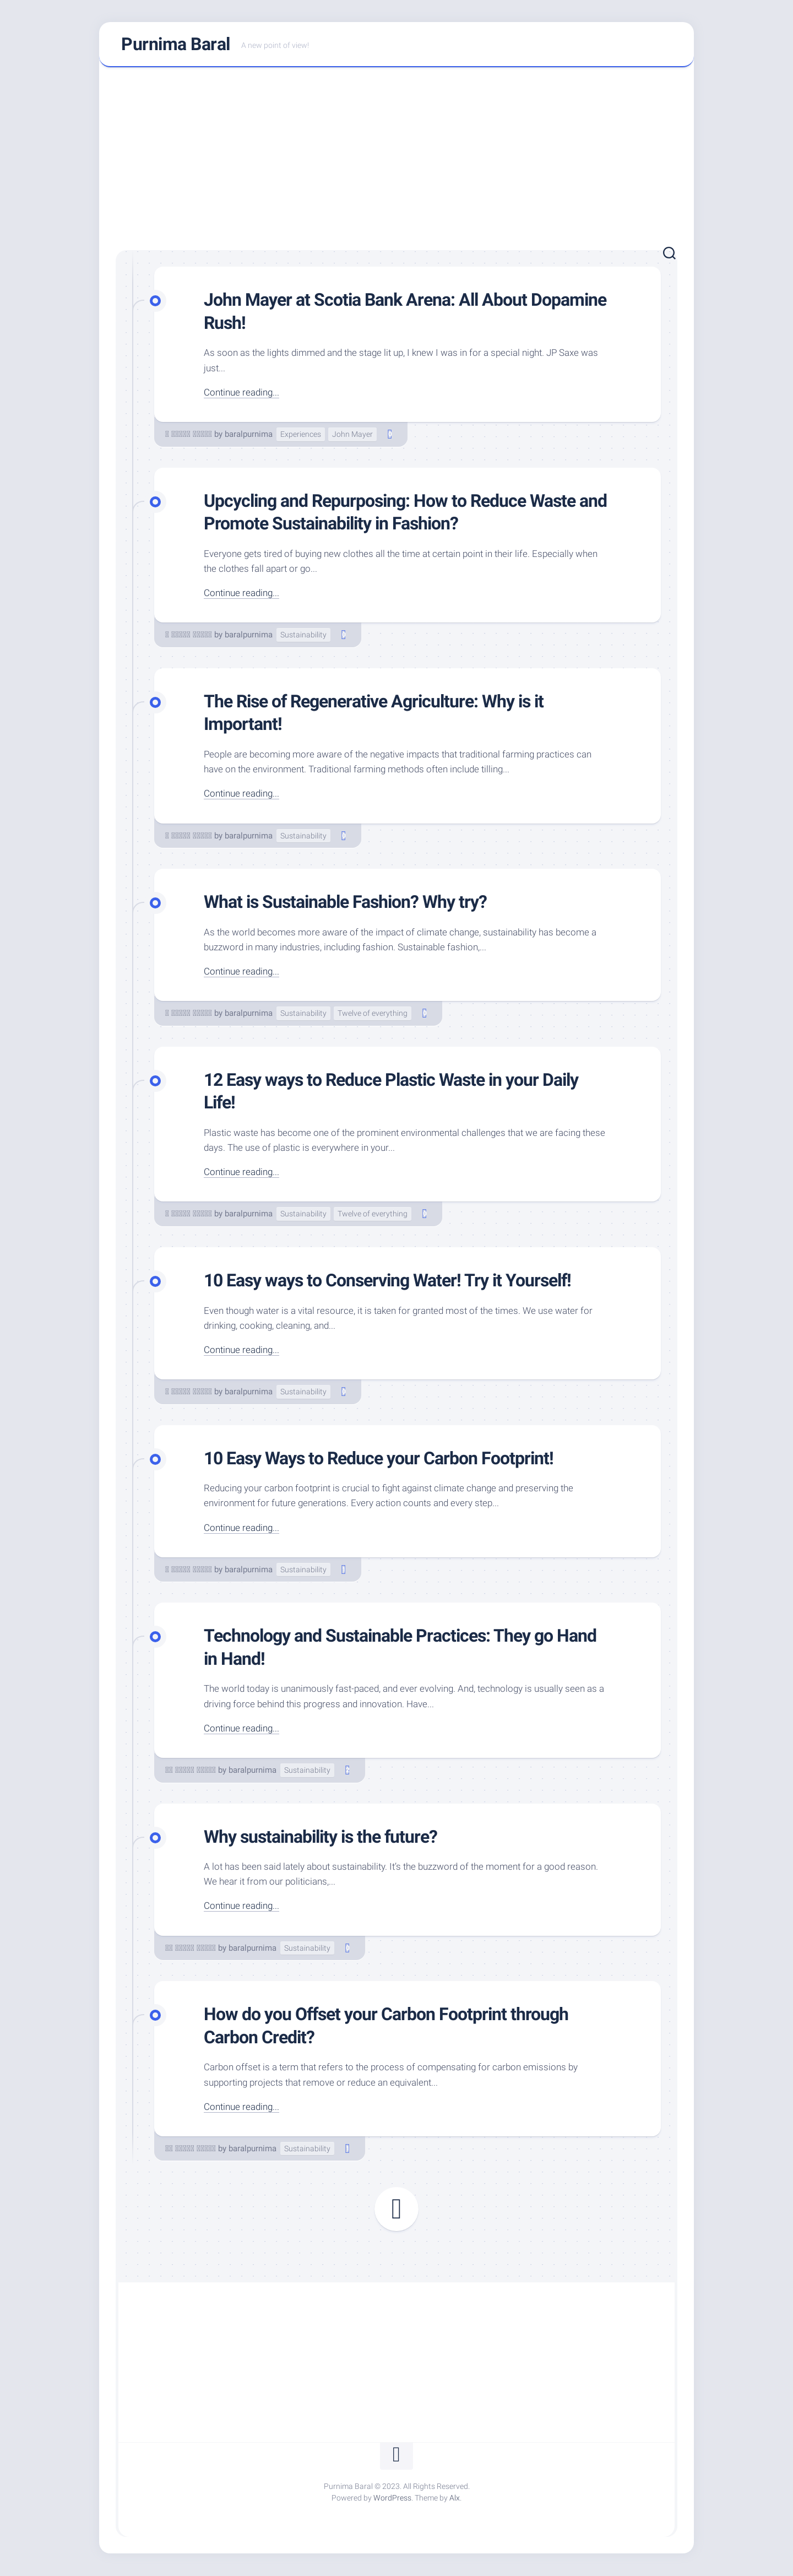 Purnima Baral
A new point of view!
John Mayer at Scotia Bank Arena: All About Dopamine
Rush!
As soon as the lights dimmed and the stage lit up, I knew I was in for a special night. JP Saxe was
just...
Continue reading...
by baralpurnima Experiences John Mayer
Upcycling and Repurposing: How to Reduce Waste and
Promote Sustainability in Fashion?
Everyone gets tired of buying new clothes all the time at certain point in their life. Especially when
the clothes fall apart or go...
Continue reading...
by baralpurnima Sustainability
The Rise of Regenerative Agriculture: Why is it
Important!
People are becoming more aware of the negative impacts that traditional farming practices can
have on the environment. Traditional farming methods often include tilling...
Continue reading...
by baralpurnima Sustainability
What is Sustainable Fashion? Why try?
As the world becomes more aware of the impact of climate change, sustainability has become a
buzzword in many industries, including fashion. Sustainable fashion,...
Continue reading...
by baralpurnima Sustainability Twelve of everything
12 Easy ways to Reduce Plastic Waste in your Daily
Life!
Plastic waste has become one of the prominent environmental challenges that we are facing these
days. The use of plastic is everywhere in your...
Continue reading...
by baralpurnima Sustainability Twelve of everything
10 Easy ways to Conserving Water! Try it Yourself!
Even though water is a vital resource, it is taken for granted most of the times. We use water for
drinking, cooking, cleaning, and...
Continue reading...
by baralpurnima Sustainability
10 Easy Ways to Reduce your Carbon Footprint!
Reducing your carbon footprint is crucial to fight against climate change and preserving the
environment for future generations. Every action counts and every step...
Continue reading...
by baralpurnima Sustainability
Technology and Sustainable Practices: They go Hand
in Hand!
The world today is unanimously fast-paced, and ever evolving. And, technology is usually seen as a
driving force behind this progress and innovation. Have...
Continue reading...
by baralpurnima Sustainability
Why sustainability is the future?
A lot has been said lately about sustainability. It's the buzzword of the moment for a good reason.
We hear it from our politicians,...
Continue reading...
by baralpurnima Sustainability
How do you Offset your Carbon Footprint through
Carbon Credit?
Carbon offset is a term that refers to the process of compensating for carbon emissions by
supporting projects that remove or reduce an equivalent...
Continue reading...
by baralpurnima Sustainability
Purnima Baral © 2023. All Rights Reserved.
Powered by WordPress. Theme by Alx.